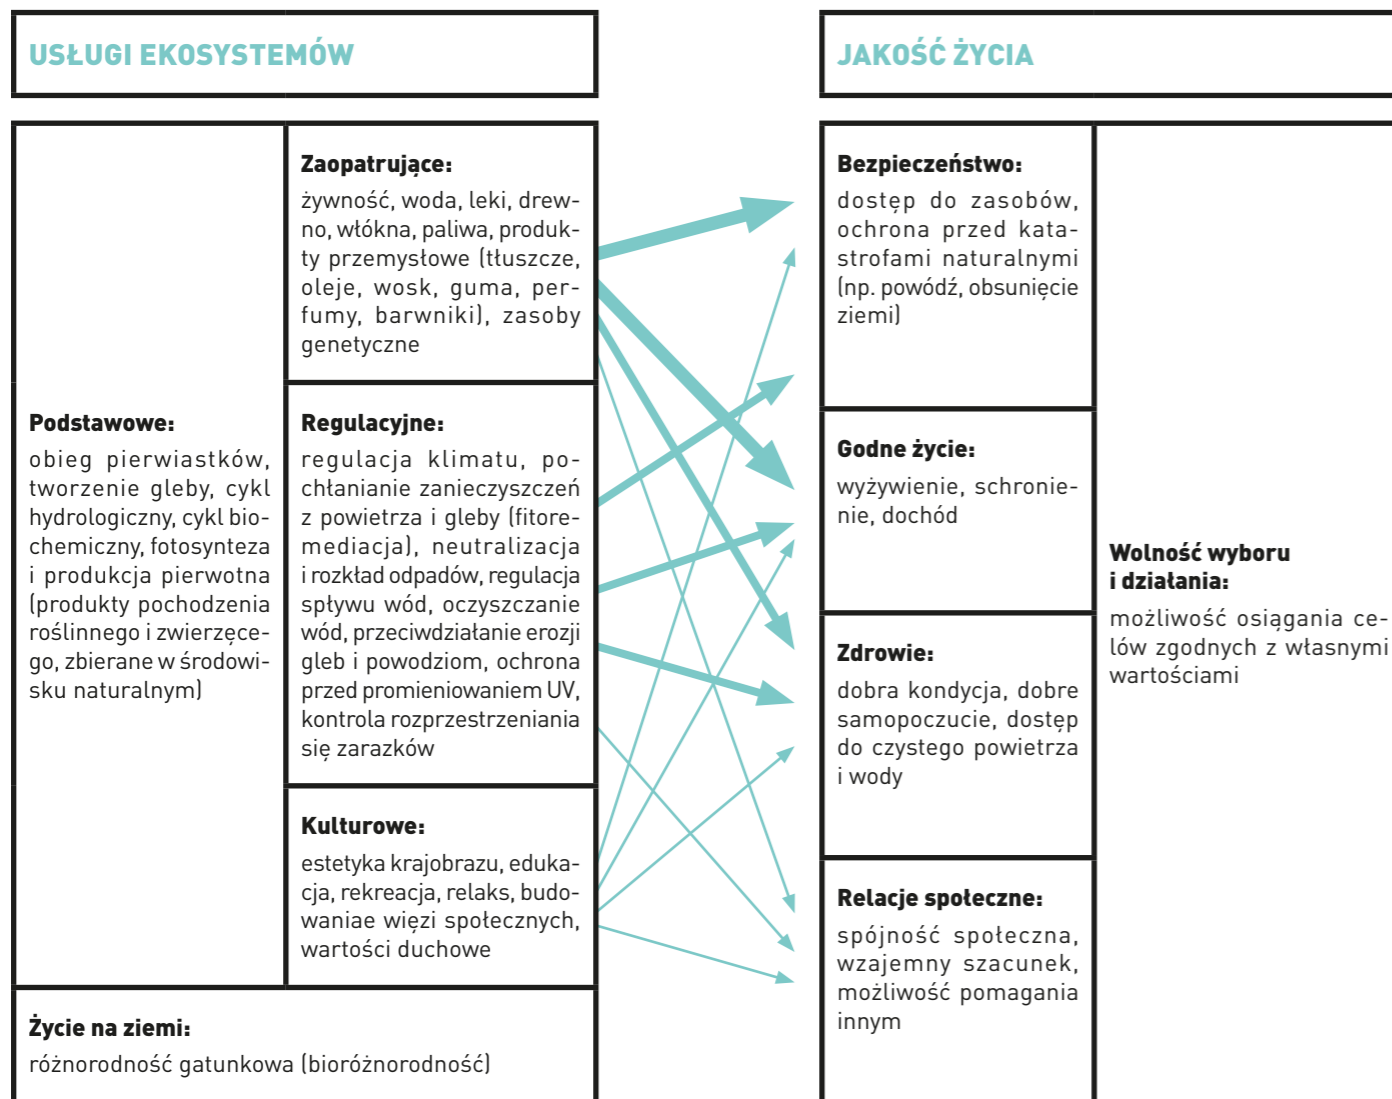 USŁUGI EKOSYSTEMÓW
Podstawowe:
obieg pierwiastków,
tworzenie gleby, cykl
hydrologiczny, cykl bio-
chemiczny, fotosynteza
i produkcja pierwotna
(produkty pochodzenia
roślinnego i zwierzęce-
go, zbierane w środowi-
sku naturalnym)
Zaopatrujące:
żywność, woda, leki, drew-
no, włókna, paliwa, produk-
ty przemysłowe (tłuszcze,
oleje, wosk, guma, per-
fumy, barwniki), zasoby
genetyczne
Regulacyjne:
regulacja klimatu, po-
chłanianie zanieczyszczeń
z powietrza i gleby (fitore-
mediacja), neutralizacja
i rozkład odpadów, regulacja
spływu wód, oczyszczanie
wód, przeciwdziałanie erozji
gleb i powodziom, ochrona
przed promieniowaniem UV,
kontrola rozprzestrzeniania
się zarazków
Kulturowe:
estetyka krajobrazu, eduka-
cja, rekreacja, relaks, budo-
waniae więzi społecznych,
wartości duchowe
Życie na ziemi:
różnorodność gatunkowa (bioróżnorodność)
JAKOŚĆ ŻYCIA
Bezpieczeństwo:
dostęp do zasobów,
ochrona przed kata-
strofami naturalnymi
(np. powódź, obsunięcie
ziemi)
Godne życie:
wyżywienie, schronie-
nie, dochód
Zdrowie:
dobra kondycja, dobre
samopoczucie, dostęp
do czystego powietrza
i wody
Relacje społeczne:
spójność społeczna,
wzajemny szacunek,
możliwość pomagania
innym
Wolność wyboru
i działania:
możliwość osiągania ce-
lów zgodnych z własnymi
wartościami